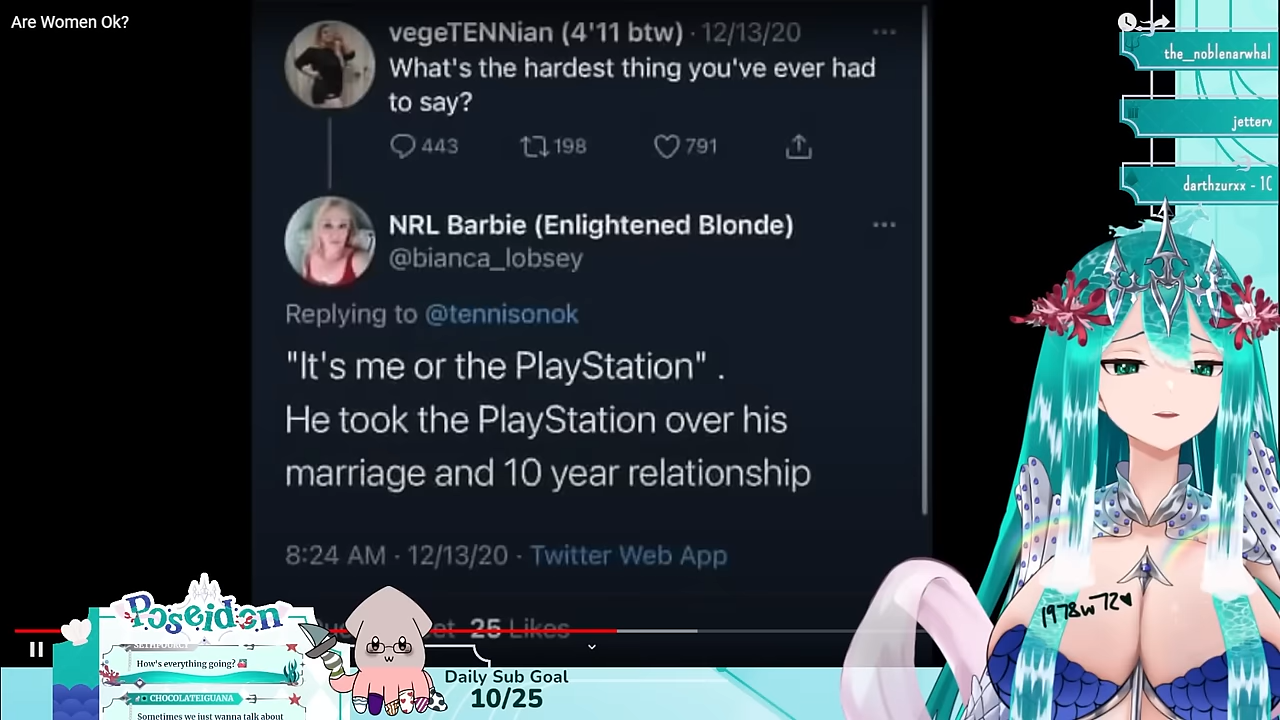 Are Women Ok?
vegeTENNian (4'11 btw) · 12/13/20
What's the hardest thing you've ever had
to say?
443 198 791
NRL Barbie (Enlightened Blonde)
@bianca_lobsey
Replying to @tennisonok
"It's me or the PlayStation" .
He took the PlayStation over his
marriage and 10 year relationship
8:24 AM · 12/13/20 · Twitter Web App
25 Likes
the_noblenarwhal
jetterv
darthzurxx - 10
1978w72♥
Poseidon
How's everything going?
CHOCOLATEIGUANA
Sometimes we just wanna talk about
Daily Sub Goal
10/25